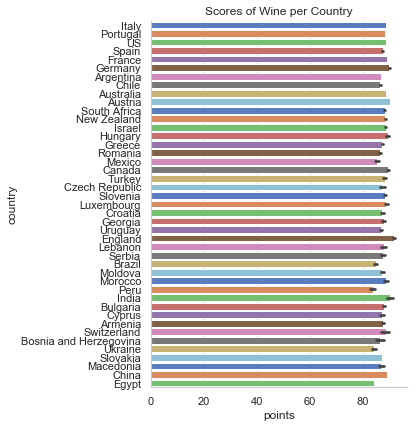 Scores of Wine per Country
Italy
Portugal
US
Spain
France
Germany
Argentina
Chile
Australia
Austria
South Africa
New Zealand
Israel
Hungary
Greece
Romania
Mexico
Canada
Turkey
Czech Republic
Slovenia
Luxembourg
Croatia
Georgia
Uruguay
England
Lebanon
Serbia
Brazil
Moldova
Morocco
Peru
India
Bulgaria
Cyprus
Armenia
Switzerland
Bosnia and Herzegovina
Ukraine
Slovakia
Macedonia
China
Egypt
country
0 20 40 60 80
points